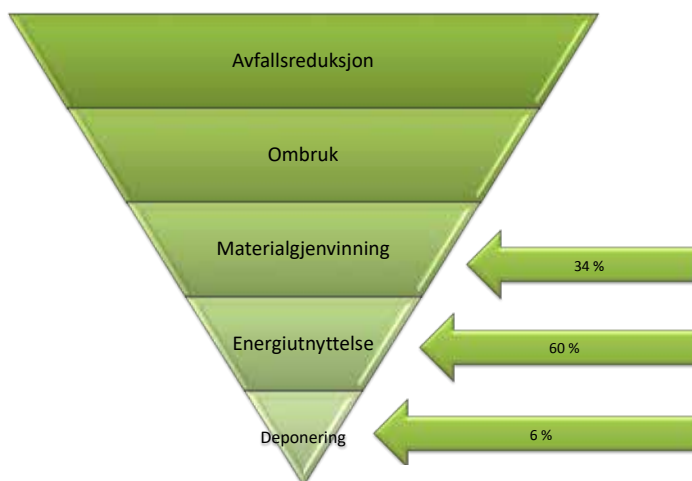 Avfallsreduksjon
Ombruk
Materialgjenvinning
34 %
Energiutnyttelse
60 %
Deponering
6 %